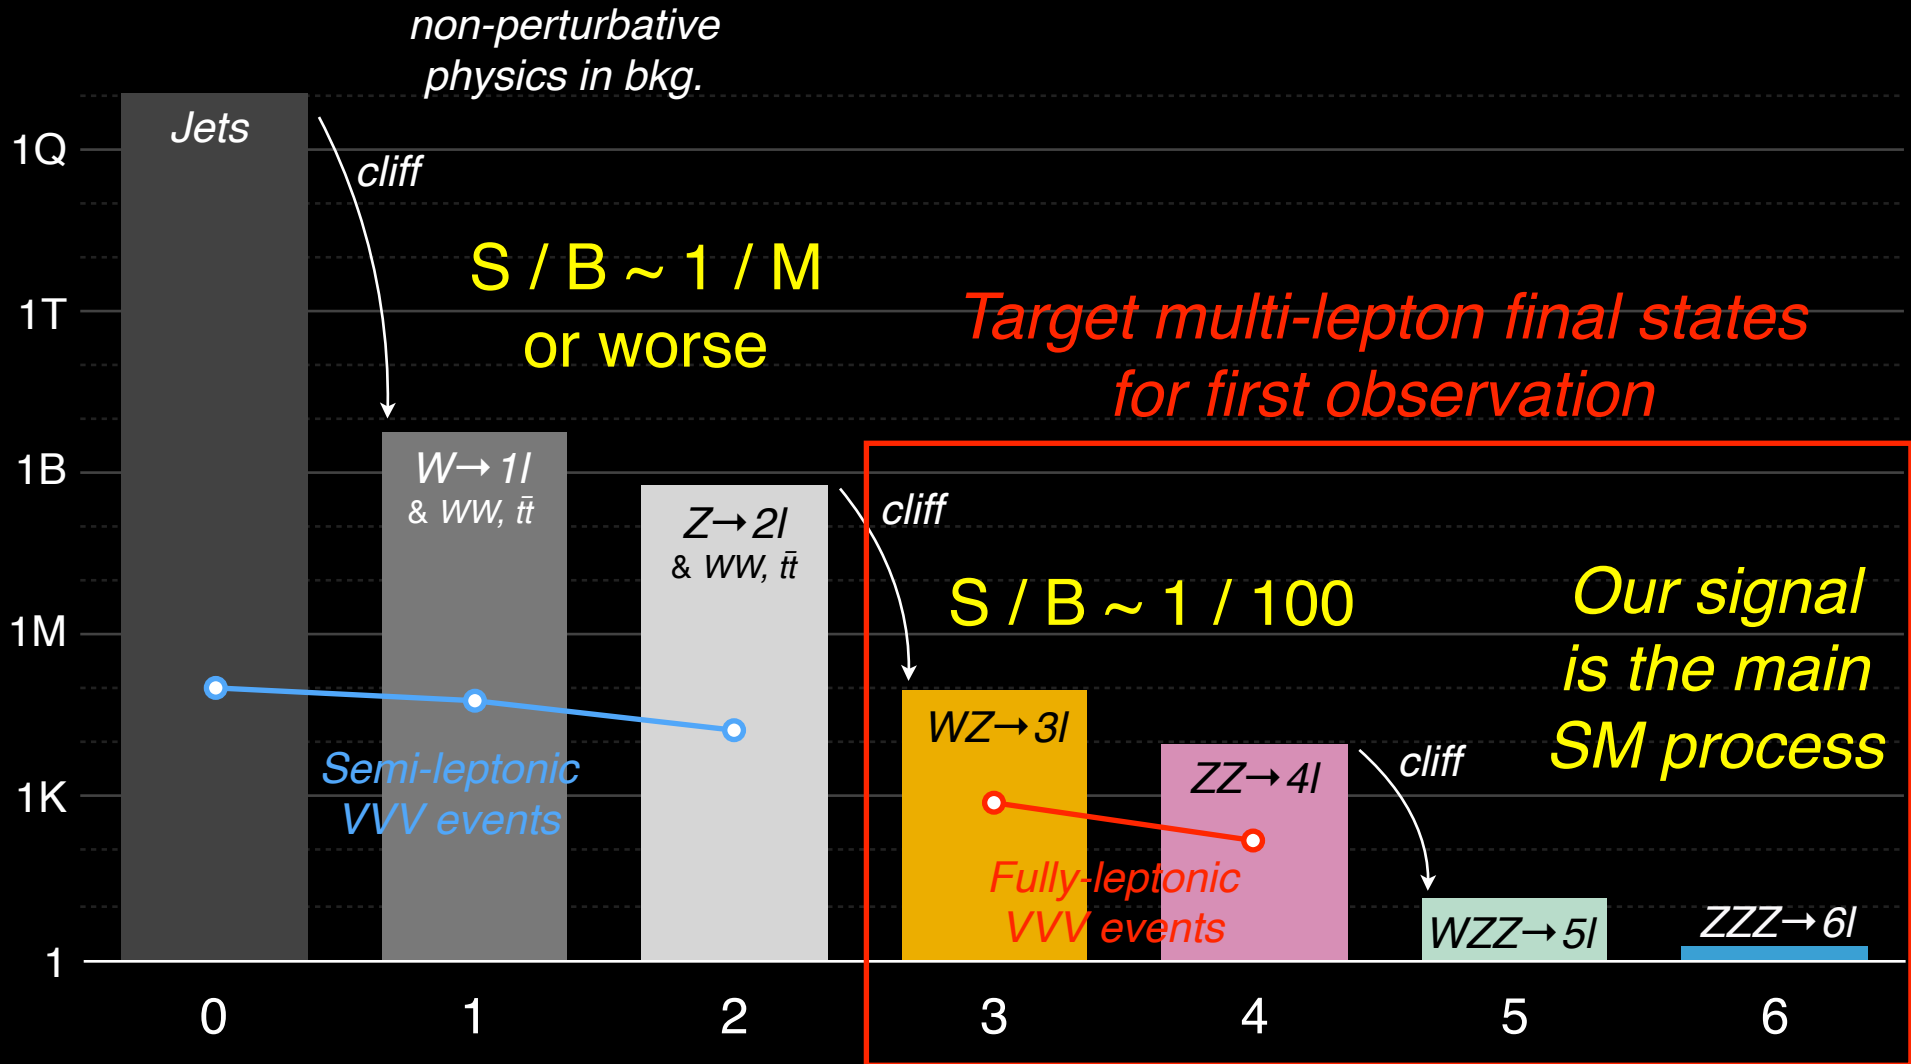 non-perturbative
physics in bkg.
Jets
1Q
cliff
S / B ~ 1 / M
or worse
1T
Target multi-lepton final states
for first observation
1B
W→ 1l
& WW, tt̄
Z→ 2l
& WW, tt̄
cliff
S / B ~ 1 / 100
Our signal
is the main
SM process
1M
WZ→ 3l
ZZ→ 4l
cliff
Semi-leptonic
VVV events
1K
Fully-leptonic
VVV events
WZZ→ 5l
ZZZ→ 6l
1
0 1 2 3 4 5 6